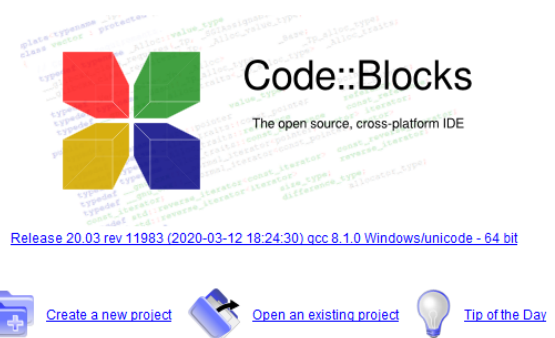 Code::Blocks
The open source, cross-platform IDE
Release 20.03 rev 11983 (2020-03-12 18:24:30) gcc 8.1.0 Windows/unicode - 64 bit
Create a new project
Open an existing project
Tip of the Day